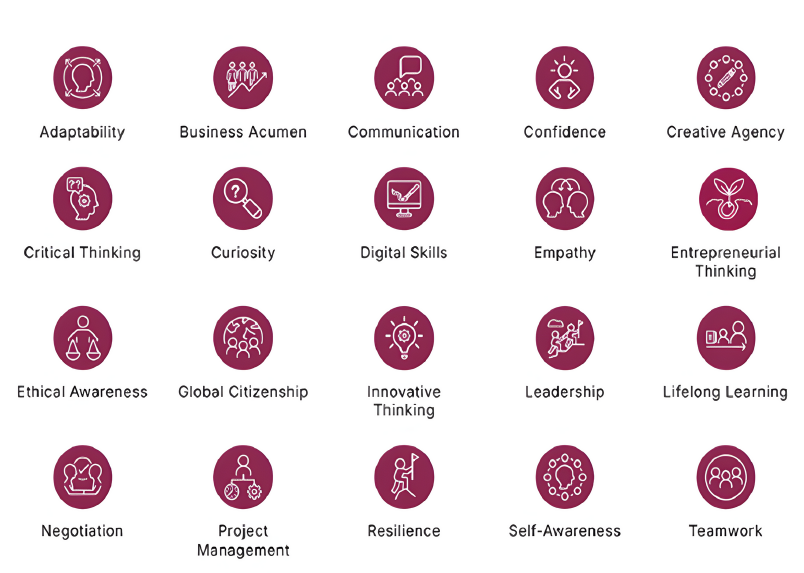 Adaptability
Business Acumen
Communication
Confidence
Creative Agency
??
Critical Thinking
?
Curiosity
Digital Skills
Empathy
Entrepreneurial
Thinking
Ethical Awareness
Global Citizenship
Innovative
Thinking
Leadership
Lifelong Learning
Negotiation
Project
Management
Resilience
Self-Awareness
Teamwork